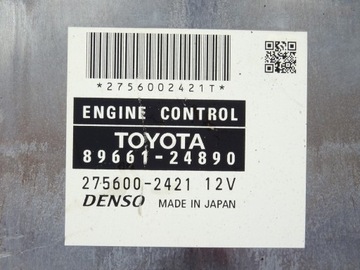 *2756002421T*
ENGINE CONTROL
TOYOTA
89661-24890
275600-2421 12V
DENSO MADE IN JAPAN